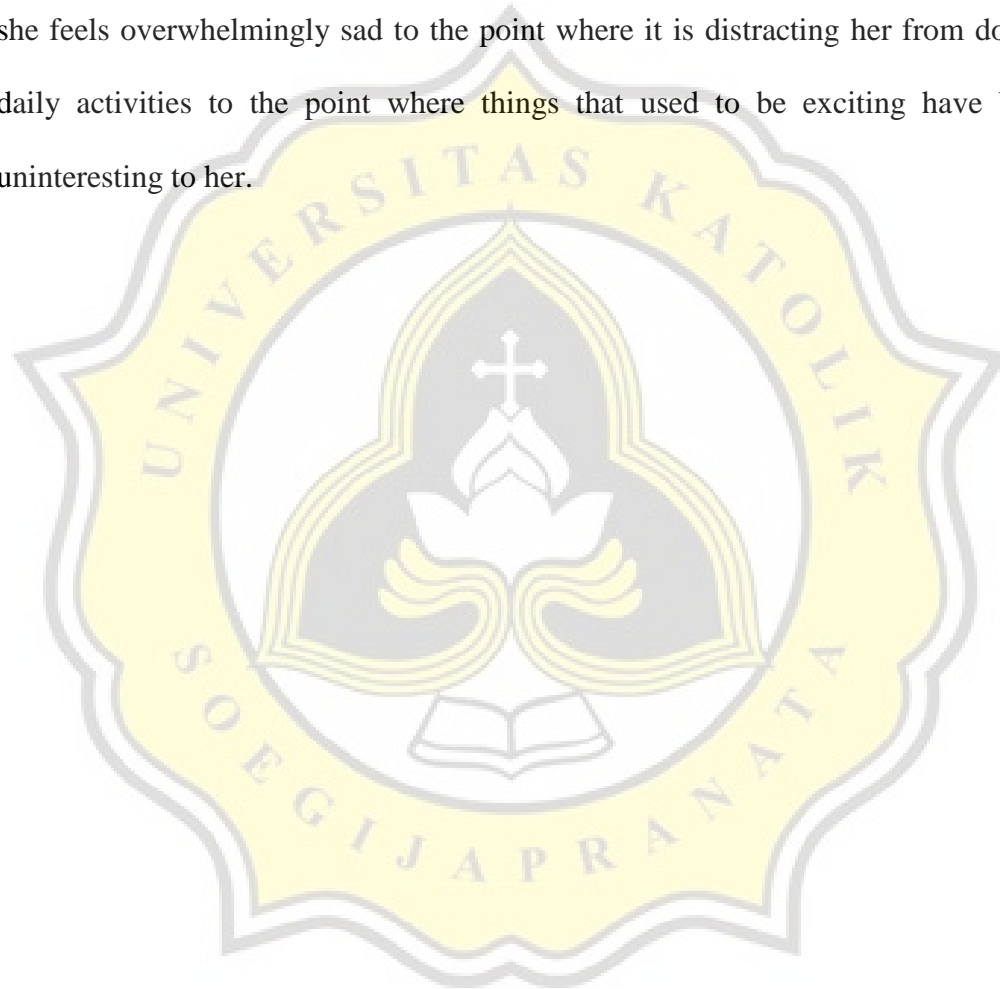 she feels overwhelmingly sad to the point where it is distracting her from do
daily activities to the point where things that used to be exciting have
uninteresting to her.
UNIVERSITAS KATOLIK
SOEGIJAPRANATA